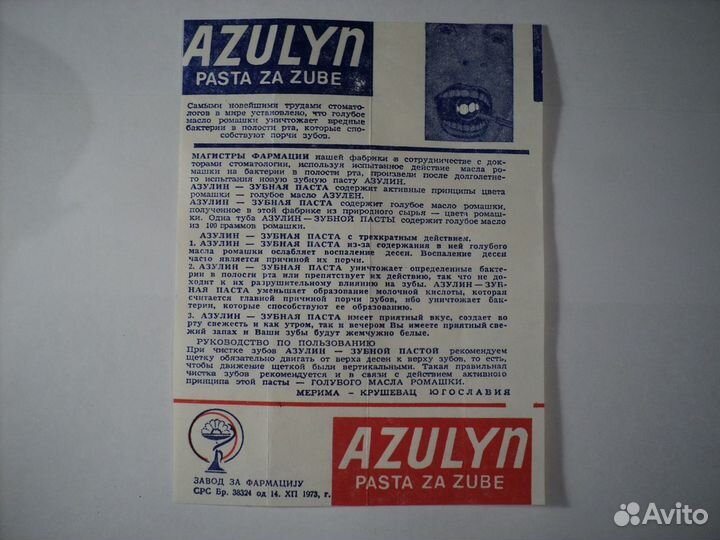 AZULYN
PASTA ZA ZUBE
Самыми новейшими трудами стомато-
логов в мире установлено, что голубое
масло ромашки уничтожает вредные
бактерии в полости рта, которые спо-
собствуют порчи зубов.
МАГИСТРЫ ФАРМАЦИИ нашей фабрики в сотрудничестве с док-
торами стоматологии, используя испытанное действие масла ро-
машки на бактерии в полости рта, произвели после долголетне-
го испытания новую зубную пасту АЗУЛИН.
АЗУЛИН — ЗУБНАЯ ПАСТА содержит активные принципы цвета
ромашки — голубое масло АЗУЛЕН.
АЗУЛИН — ЗУБНАЯ ПАСТА содержит голубое масло ромашки,
полученное в этой фабрике из природного сырья — цвета ромаш-
ки. Одна туба АЗУЛИН—ЗУБНОЙ ПАСТЫ содержит голубое масло
из 100 граммов ромашки.
АЗУЛИН — ЗУБНАЯ ПАСТА с трехкратным действием.
1. АЗУЛИН — ЗУБНАЯ ПАСТА из-за содержания в ней голубого
масла ромашки ослабляет воспаление десен. Воспаление десен
часто является причиной их порчи.
2. АЗУЛИН — ЗУБНАЯ ПАСТА уничтожает определенные бакте-
рии в полости рта или препятствует их действию, так что не до-
ходит к их разрушительному влиянию на зубы. АЗУЛИН—ЗУБ-
НАЯ ПАСТА уменьшает образование молочной кислоты, которая
считается главной причиной порчи зубов, ибо уничтожает бак-
терии, которые способствуют ее образованию.
3. АЗУЛИН — ЗУБНАЯ ПАСТА имеет приятный вкус, создает во
рту свежесть и как утром, так и вечером Вы имеете приятный све-
жий запах и Ваши зубы будут жемчужно белые.
РУКОВОДСТВО ПО ПОЛЬЗОВАНИЮ
При чистке зубов АЗУЛИН — ЗУБНОЙ ПАСТОЙ рекомендуем
щетку обязательно двигать от верха десен к верху зубов, то есть,
чтобы движение щеткой были вертикальными. Такая правильная
чистка зубов рекомендуется и в связи с действием активного
принципа этой пасты — ГОЛУБОГО МАСЛА РОМАШКИ.
МЕРИМА - КРУШЕВАЦ ЮГОСЛАВИЯ
ЗАВОД ЗА ФАРМАЦИЈУ
СРС Бр. 38324 од 14. XII 1973, г.
AZULYN
PASTA ZA ZUBE
Avito